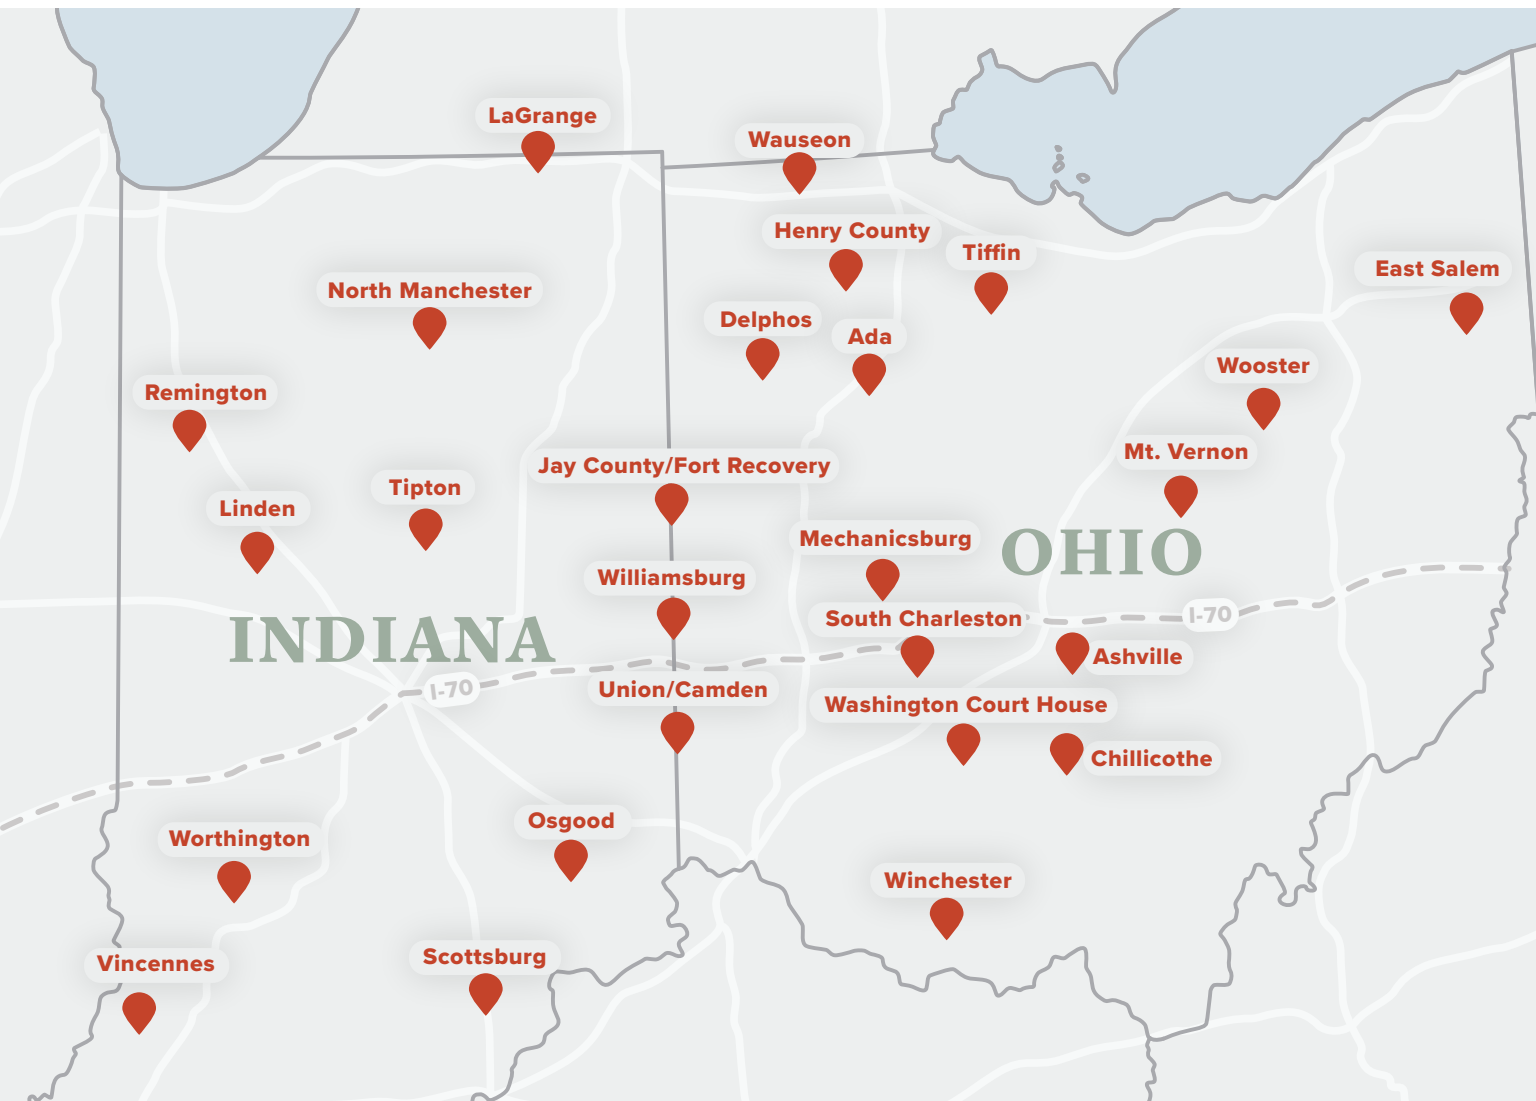 LaGrange
Wauseon
Henry County
Tiffin
East Salem
North Manchester
Delphos
Ada
Wooster
Remington
Mt. Vernon
Jay County/Fort Recovery
Tipton
Linden
Mechanicsburg
OHIO
Williamsburg
South Charleston
I-70
INDIANA
Ashville
I-70
Union/Camden
Washington Court House
Chillicothe
Osgood
Worthington
Winchester
Scottsburg
Vincennes